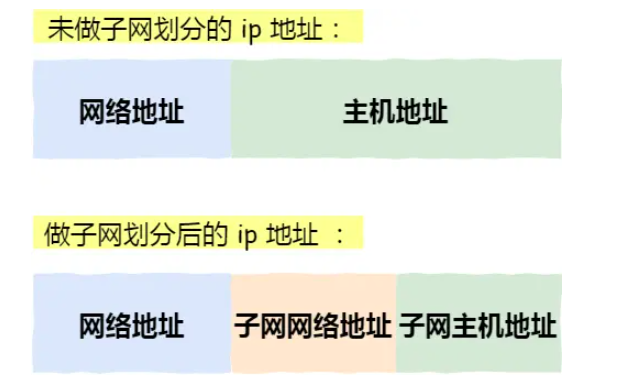 未做子网划分的 ip 地址：
网络地址 主机地址
做子网划分后的 ip 地址 ：
网络地址 子网网络地址 子网主机地址